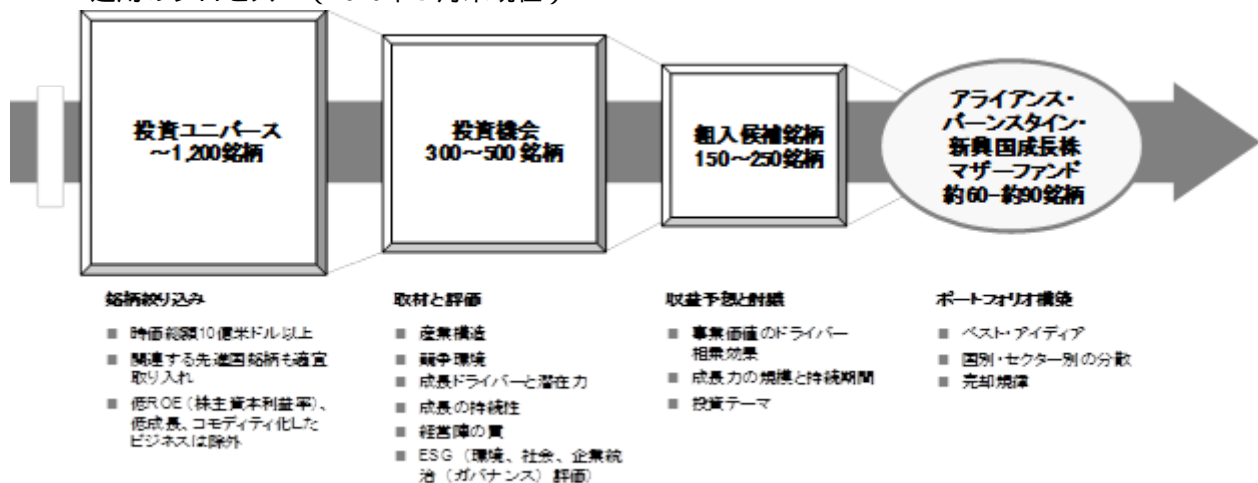 投資ユニバース
～1,200銘柄
投資機会
300～500 銘柄
組入候補銘柄
150～250銘柄
アライアンス・
バーンスタイン・
新興国成長株
マザーファンド
約60-約90銘柄
銘柄絞り込み
■ 時価総額10億米ドル以上
■ 関連する先進国銘柄も適宜
取り入れ
■ 低ROE（株主資本利益率）、
低成長、コモディティ化した
ビジネスは除外
取材と評価
■ 産業構造
■ 競争環境
■ 成長ドライバーと潜在力
■ 成長の持続性
■ 経営陣の質
■ ESG（環境、社会、企業統
治（ガバナンス）評価）
収益予想と討議
■ 事業価値のドライバー
相乗効果
■ 成長力の規模と持続期間
■ 投資テーマ
ポートフォリオ構築
■ ベスト・アイディア
■ 国別・セクター別の分散
■ 売却規律